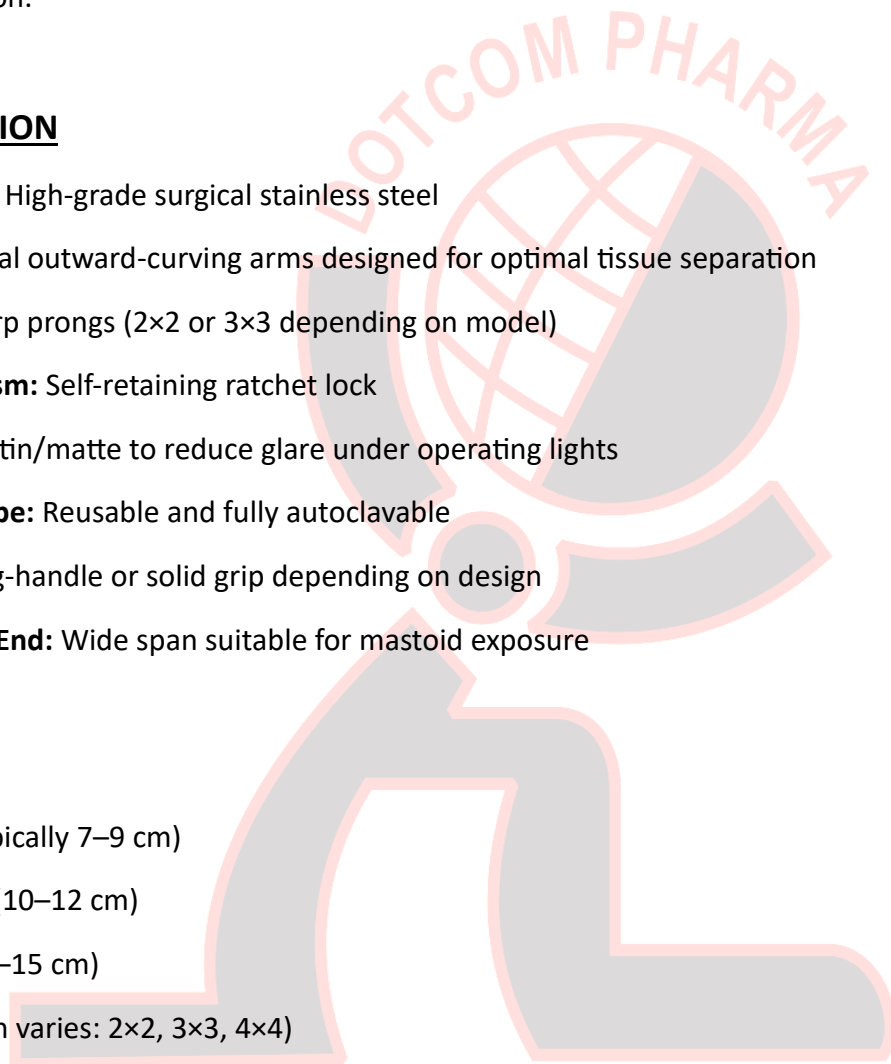 on.
DOTCOM PHARMA
ION
High-grade surgical stainless steel
al outward-curving arms designed for optimal tissue separation
rp prongs (2×2 or 3×3 depending on model)
sm: Self-retaining ratchet lock
tin/matte to reduce glare under operating lights
pe: Reusable and fully autoclavable
g-handle or solid grip depending on design
End: Wide span suitable for mastoid exposure
pically 7–9 cm)
(10–12 cm)
–15 cm)
n varies: 2×2, 3×3, 4×4)